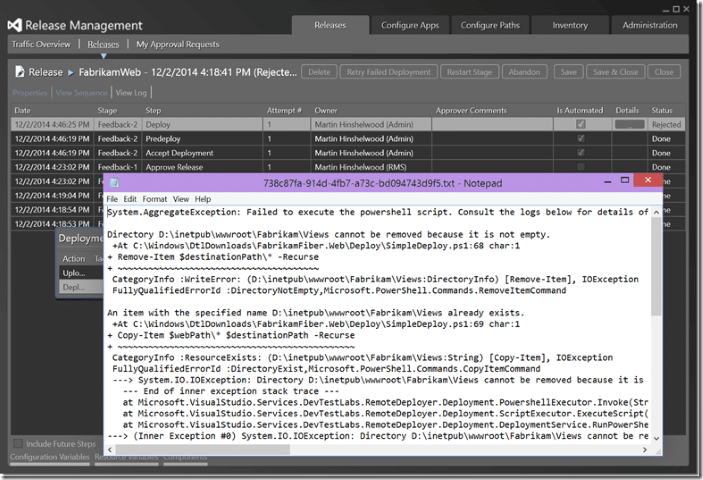 Release Management
Releases
Configure Apps
Configure Paths
Inventory
Administration
Traffic Overview | Releases | My Approval Requests
Release ▸ FabrikamWeb - 12/2/2014 4:18:41 PM (Rejecte...
Delete
Retry Failed Deployment
Restart Stage
Abandon
Save
Save & Close
Close
Properties | View Sequence | View Log
Date Stage Step Attempt # Owner Approver Comments Is Automated Details Status
12/2/2014 4:46:25 PM Feedback-2 Deploy 1 Martin Hinshelwood (Admin) ... Rejected
12/2/2014 4:46:19 PM Feedback-2 Predeploy 1 Martin Hinshelwood (Admin) Done
12/2/2014 4:46:19 PM Feedback-2 Accept Deployment 1 Martin Hinshelwood (Admin) Done
12/2/2014 4:23:02 PM Feedback-1 Approve Release 1 Martin Hinshelwood (RMS) Done
12/2/2014 4:23:02 PM Done
12/2/2014 4:19:04 PM Done
12/2/2014 4:18:54 PM Done
12/2/2014 4:18:53 PM Done
Deployme
Action
Uplo...
Depl...
738c87fa-914d-4fb7-a73c-bd094743d9f5.txt - Notepad
File Edit Format View Help
System.AggregateException: Failed to execute the powershell script. Consult the logs below for details of
Directory D:\inetpub\wwwroot\Fabrikam\Views cannot be removed because it is not empty.
+At C:\Windows\DtlDownloads\FabrikamFiber.Web\Deploy\SimpleDeploy.ps1:68 char:1
+ Remove-Item $destinationPath\* -Recurse
+ ~~~~~~~~~~~~~~~~~~~~~~~~~~~~~~~~~~~~~~~
CategoryInfo :WriteError: (D:\inetpub\wwwroot\Fabrikam\Views:DirectoryInfo) [Remove-Item], IOException
FullyQualifiedErrorId :DirectoryNotEmpty,Microsoft.PowerShell.Commands.RemoveItemCommand
An item with the specified name D:\inetpub\wwwroot\Fabrikam\Views already exists.
+At C:\Windows\DtlDownloads\FabrikamFiber.Web\Deploy\SimpleDeploy.ps1:69 char:1
+ Copy-Item $webPath\* $destinationPath -Recurse
+ ~~~~~~~~~~~~~~~~~~~~~~~~~~~~~~~~~~~~~~~~~~~~~~
CategoryInfo :ResourceExists: (D:\inetpub\wwwroot\Fabrikam\Views:String) [Copy-Item], IOException
FullyQualifiedErrorId :DirectoryExist,Microsoft.PowerShell.Commands.CopyItemCommand
---> System.IO.IOException: Directory D:\inetpub\wwwroot\Fabrikam\Views cannot be removed because it is
--- End of inner exception stack trace ---
at Microsoft.VisualStudio.Services.DevTestLabs.RemoteDeployer.Deployment.PowershellExecutor.Invoke(Str
at Microsoft.VisualStudio.Services.DevTestLabs.RemoteDeployer.Deployment.ScriptExecutor.ExecuteScript(
at Microsoft.VisualStudio.Services.DevTestLabs.RemoteDeployer.Deployment.DeploymentService.RunPowerShe
---> (Inner Exception #0) System.IO.IOException: Directory D:\inetpub\wwwroot\Fabrikam\Views cannot be re
Include Future Steps
Configuration Variables Resource Variables Components